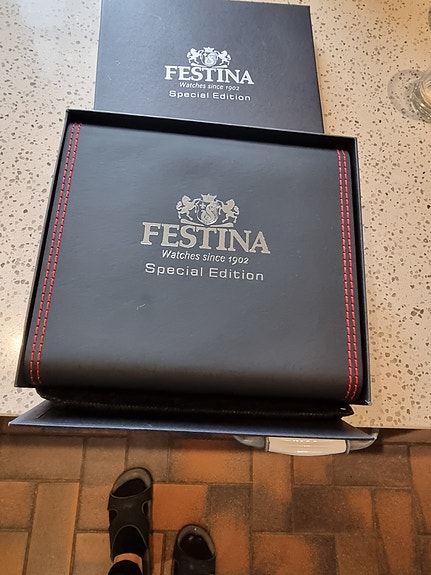 FESTINA
Watches since 1902
Special Edition
FESTINA
Watches since 1902
Special Edition